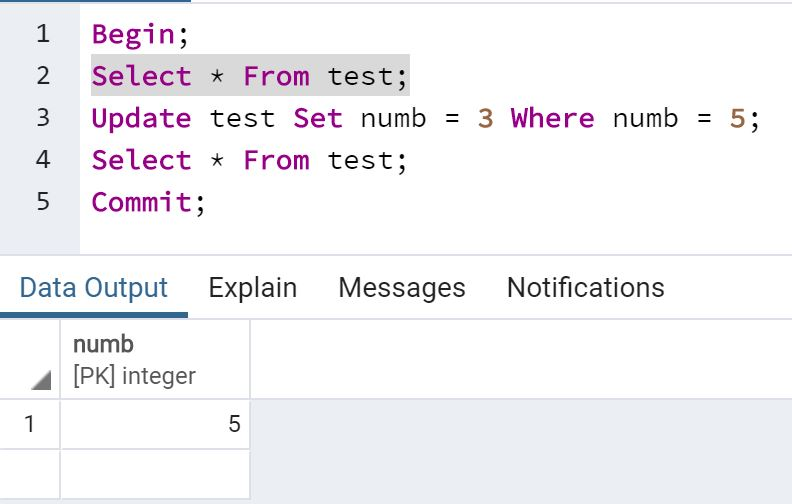 1 Begin;
2 Select * From test;
3 Update test Set numb = 3 Where numb = 5;
4 Select * From test;
5 Commit;
Data Output Explain Messages Notifications
numb
[PK] integer
1 5